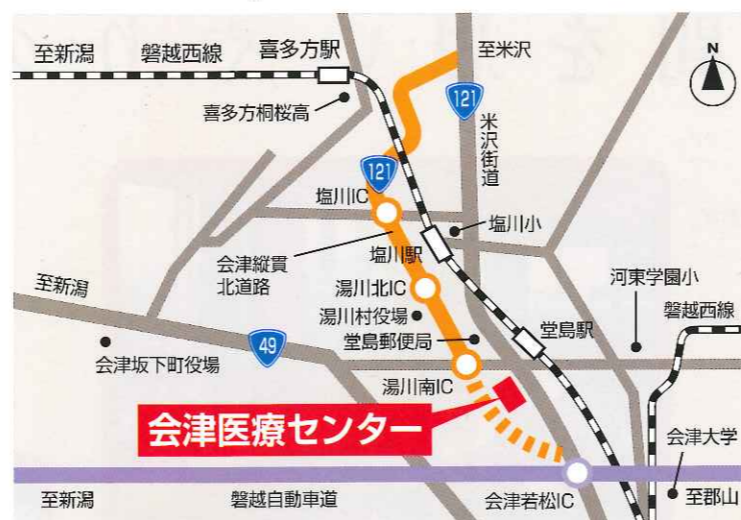 至新潟
磐越西線
喜多方駅
至米沢
N
喜多方桐桜高
121
米沢街道
121
塩川IC
塩川小
塩川駅
会津縦貫
北道路
湯川北IC
河東学園小
至新潟
湯川村役場
磐越西線
堂島郵便局
堂島駅
49
会津坂下町役場
湯川南IC
会津医療センター
会津大学
至新潟
磐越自動車道
会津若松IC
至郡山